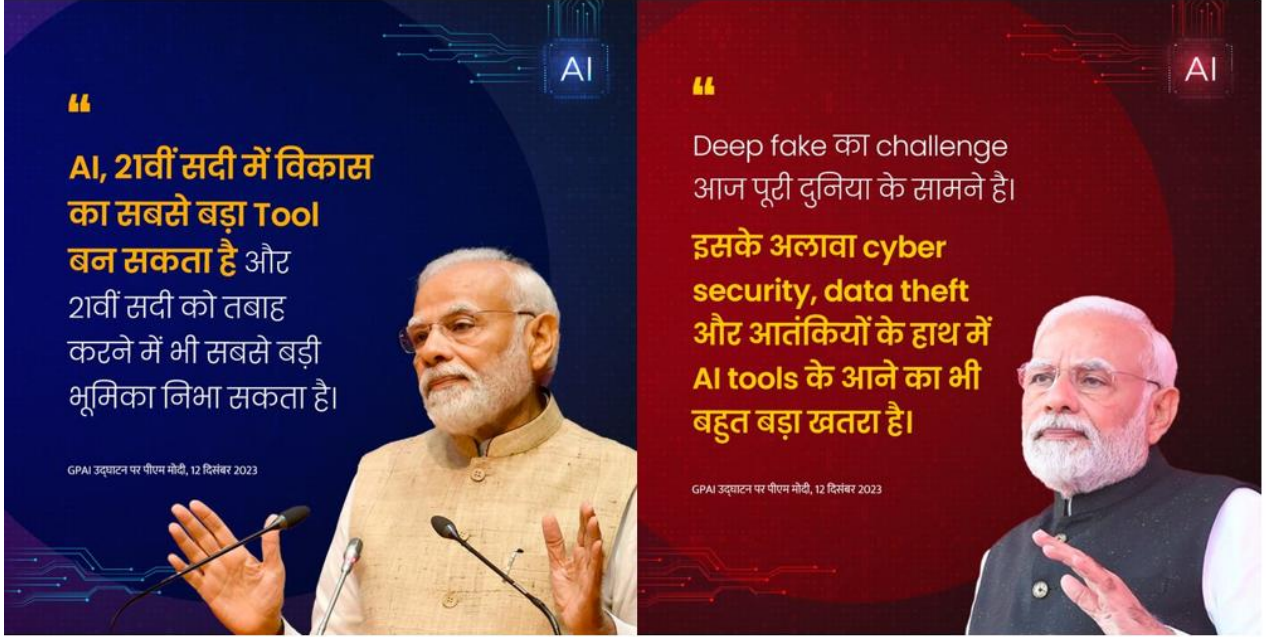 AI
“
AI, 21वीं सदी में विकास
का सबसे बड़ा Tool
बन सकता है और
21वीं सदी को तबाह
करने में भी सबसे बड़ी
भूमिका निभा सकता है।
GPAI उद्घाटन पर पीएम मोदी, 12 दिसंबर 2023
AI
“
Deep fake का challenge
आज पूरी दुनिया के सामने है।
इसके अलावा cyber
security, data theft
और आतंकियों के हाथ में
AI tools के आने का भी
बहुत बड़ा खतरा है।
GPAI उद्घाटन पर पीएम मोदी, 12 दिसंबर 2023